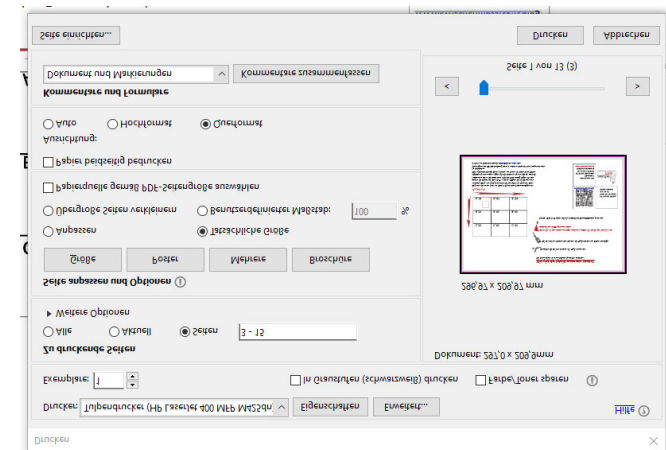 Drucken
Drucker: Tulpendrucker (HP LaserJet 400 MFP M425dn Eigenschaften Erweitert... Hilfe
Exemplare: 1 In Graustufen (schwarzweiß) drucken Farbe/Toner sparen
Zu druckende Seiten
Alle Aktuell Seiten 3 - 15
Weitere Optionen
Seite anpassen und Optionen
Größe Poster Mehrere Broschüre
Anpassen Tatsächliche Größe
Übergroße Seiten verkleinern Benutzerdefinierter Maßstab: 100 %
Papierquelle gemäß PDF-Seitengröße auswählen
Papier beidseitig bedrucken
Ausrichtung:
Auto Hochformat Querformat
Kommentare und Formulare
Dokument und Markierungen Kommentare zusammenfassen
Dokument: 297,0 x 209,9mm
296,97 x 209,97 mm
< >
Seite 1 von 13 (3)
Seite einrichten... Drucken Abbrechen